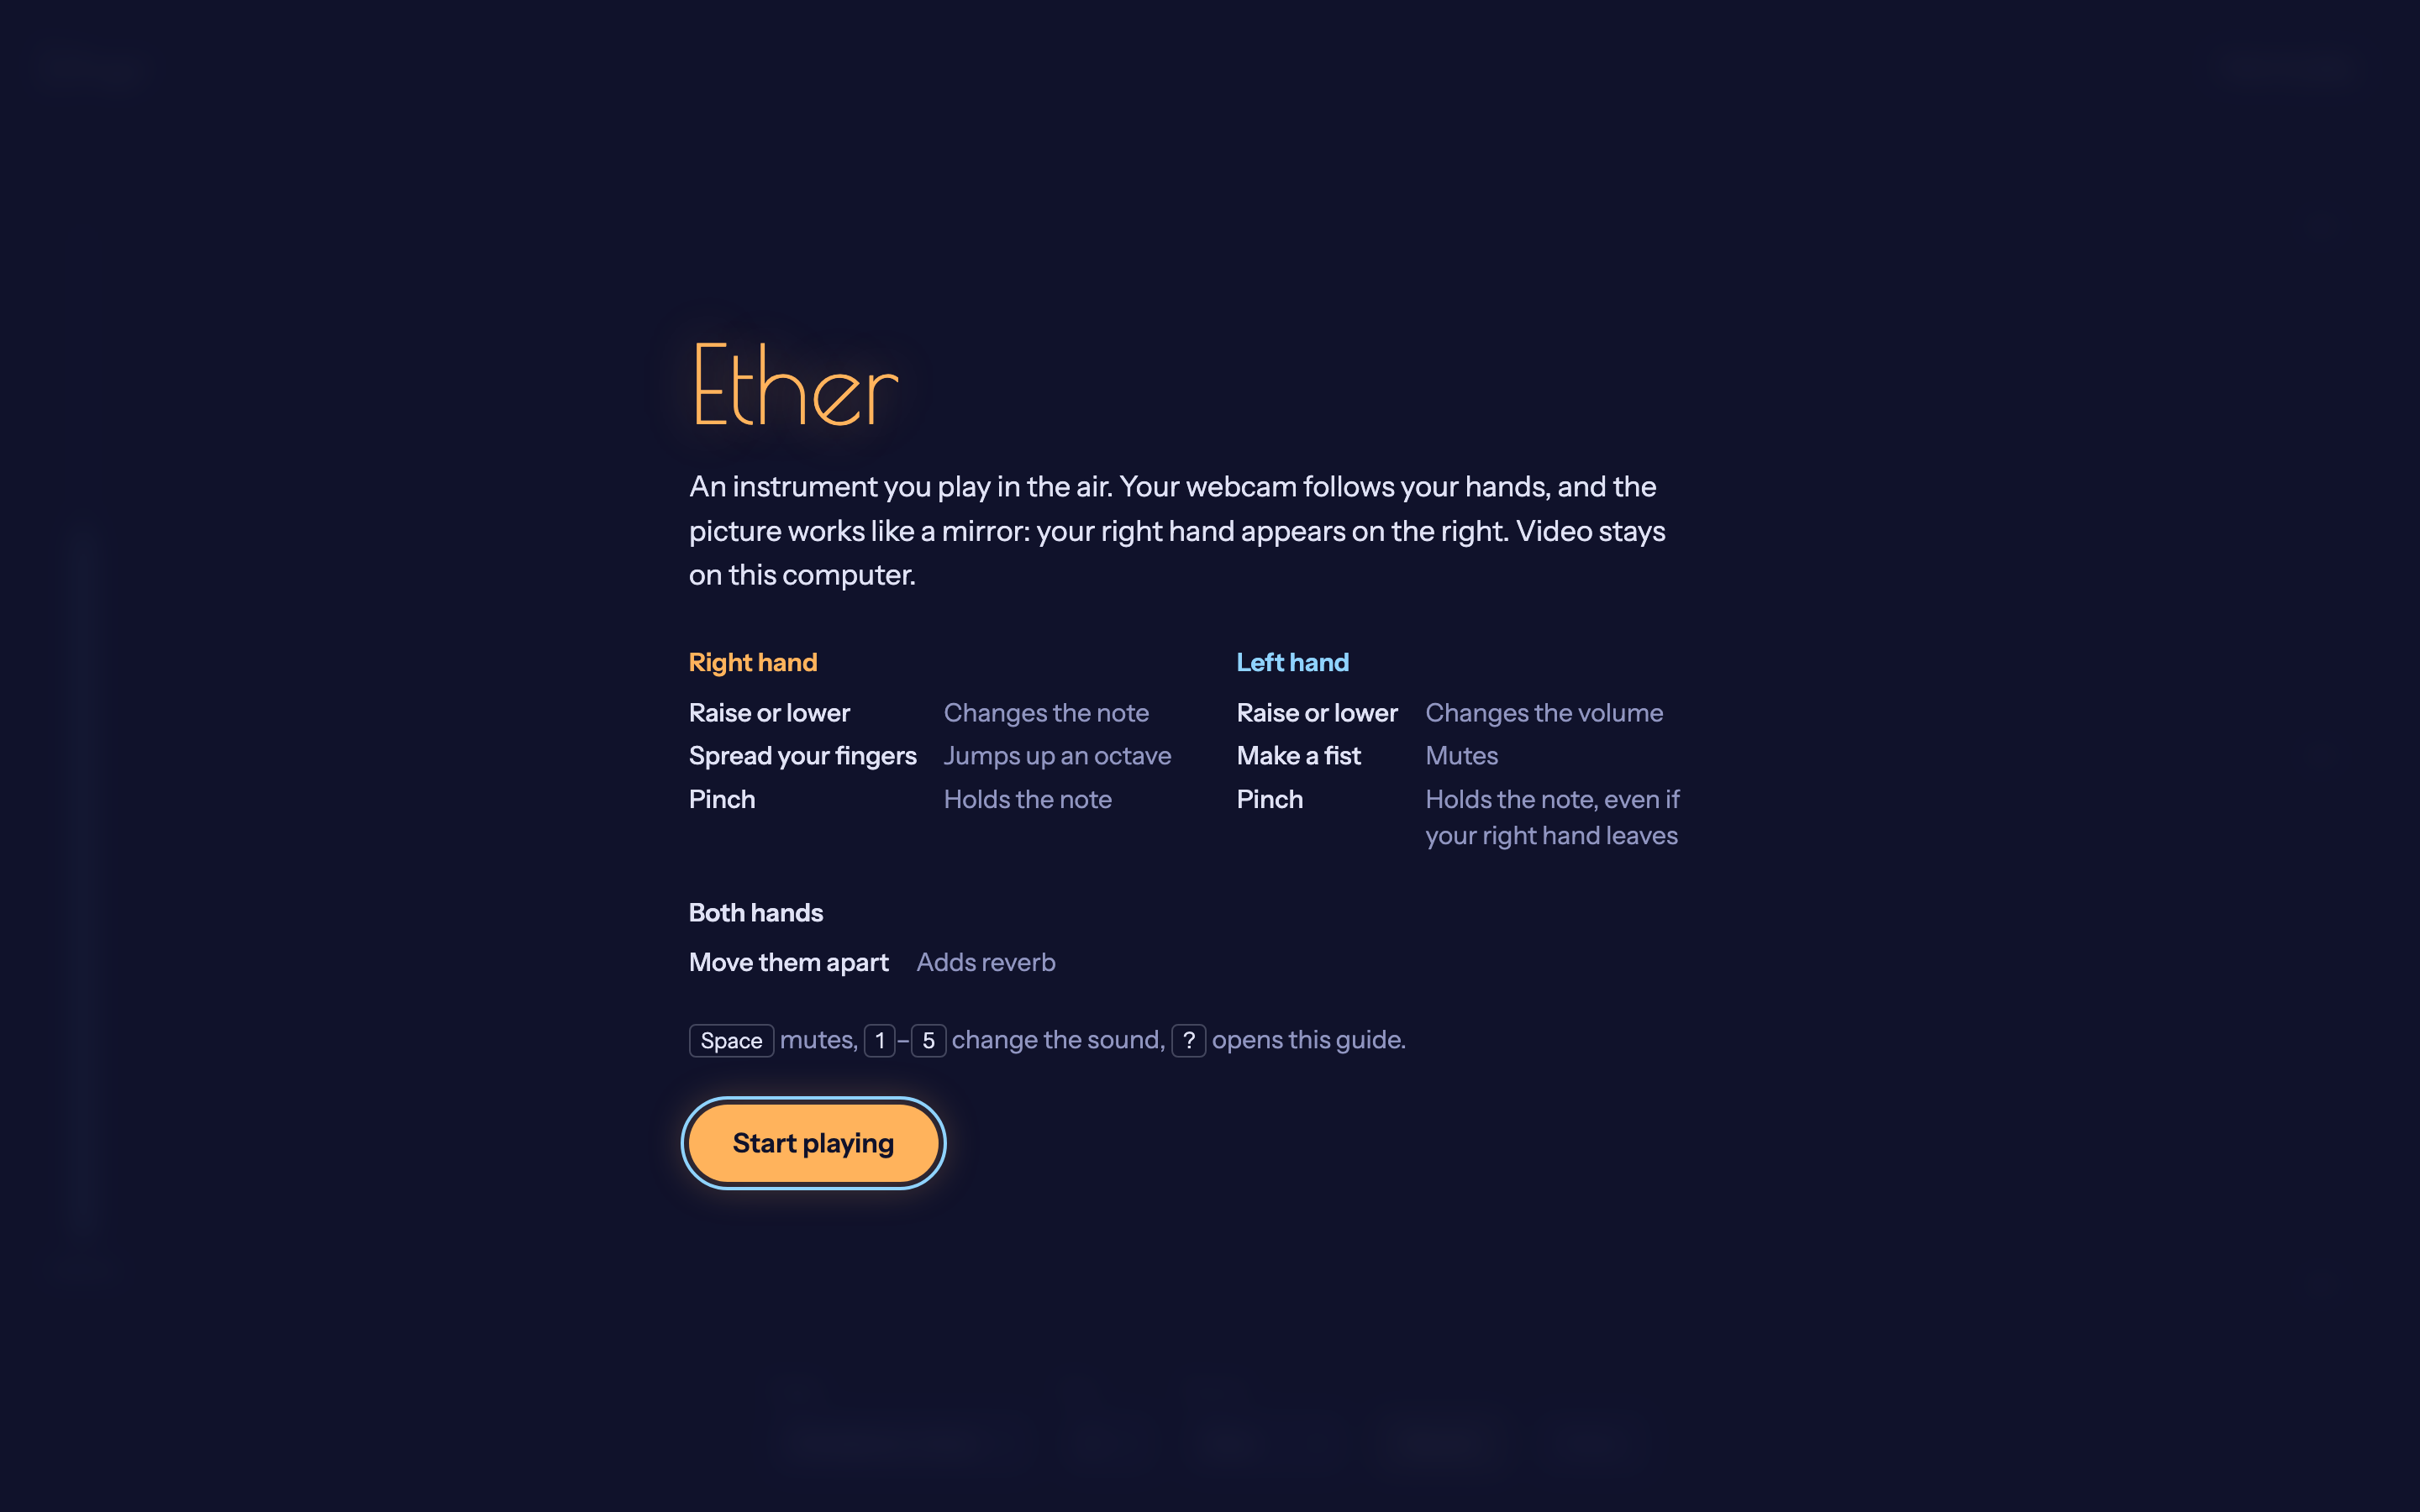 Ether
An instrument you play in the air. Your webcam follows your hands, and the
picture works like a mirror: your right hand appears on the right. Video stays
on this computer.
Right hand
Raise or lower Changes the note
Spread your fingers Jumps up an octave
Pinch Holds the note
Left hand
Raise or lower Changes the volume
Make a fist Mutes
Pinch Holds the note, even if
your right hand leaves
Both hands
Move them apart Adds reverb
Space mutes, 1–5 change the sound, ? opens this guide.
Start playing